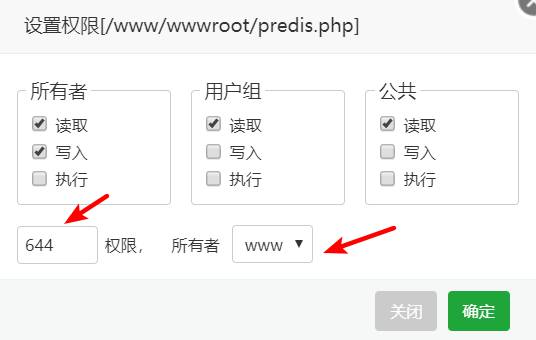 设置权限[/www/wwwroot/predis.php]
所有者 用户组 公共
读取 读取 读取
写入 写入 写入
执行 执行 执行
644 权限， 所有者 www
关闭 确定